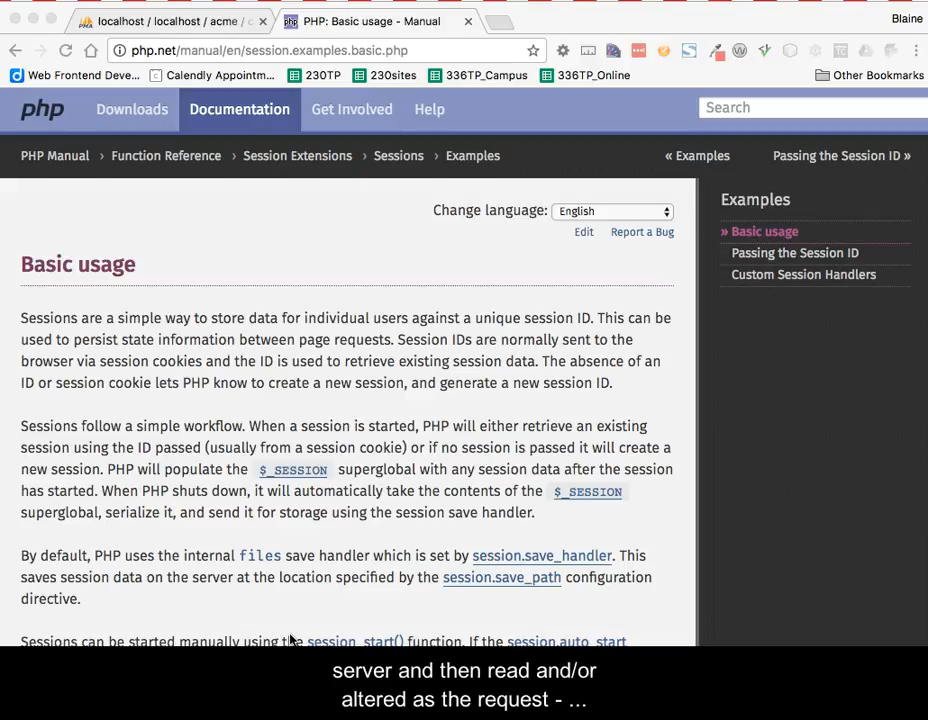 localhost / localhost / acme / c
PHP: Basic usage - Manual
Blaine
php.net/manual/en/session.examples.basic.php
Web Frontend Deve...
Calendly Appointm...
230TP
230sites
336TP_Campus
336TP_Online
Other Bookmarks
php
Downloads
Documentation
Get Involved
Help
Search
PHP Manual › Function Reference › Session Extensions › Sessions › Examples
« Examples
Passing the Session ID »
Change language: English
Edit Report a Bug
Basic usage
Sessions are a simple way to store data for individual users against a unique session ID. This can be
used to persist state information between page requests. Session IDs are normally sent to the
browser via session cookies and the ID is used to retrieve existing session data. The absence of an
ID or session cookie lets PHP know to create a new session, and generate a new session ID.
Sessions follow a simple workflow. When a session is started, PHP will either retrieve an existing
session using the ID passed (usually from a session cookie) or if no session is passed it will create a
new session. PHP will populate the $_SESSION superglobal with any session data after the session
has started. When PHP shuts down, it will automatically take the contents of the $_SESSION
superglobal, serialize it, and send it for storage using the session save handler.
By default, PHP uses the internal files save handler which is set by session.save_handler. This
saves session data on the server at the location specified by the session.save_path configuration
directive.
Sessions can be started manually using the session_start() function. If the session.auto_start
Examples
» Basic usage
Passing the Session ID
Custom Session Handlers
server and then read and/or
altered as the request - ...